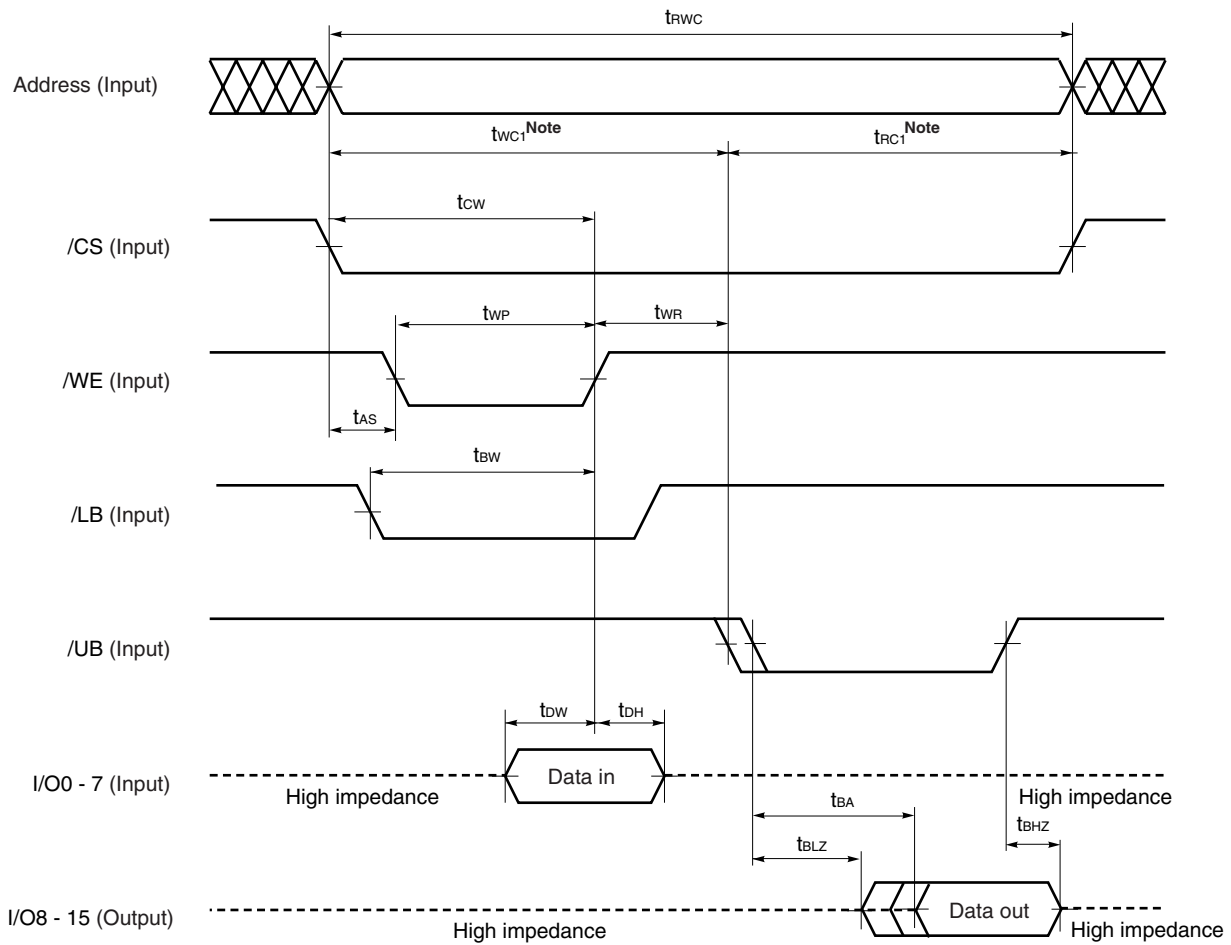 tRWC
Address (Input)
tWC1Note
tRC1Note
tCW
/CS (Input)
tWP
tWR
/WE (Input)
tAS
tBW
/LB (Input)
/UB (Input)
tDW
tDH
I/O0 - 7 (Input)
Data in
High impedance
High impedance
tBA
tBHZ
tBLZ
I/O8 - 15 (Output)
Data out
High impedance
High impedance